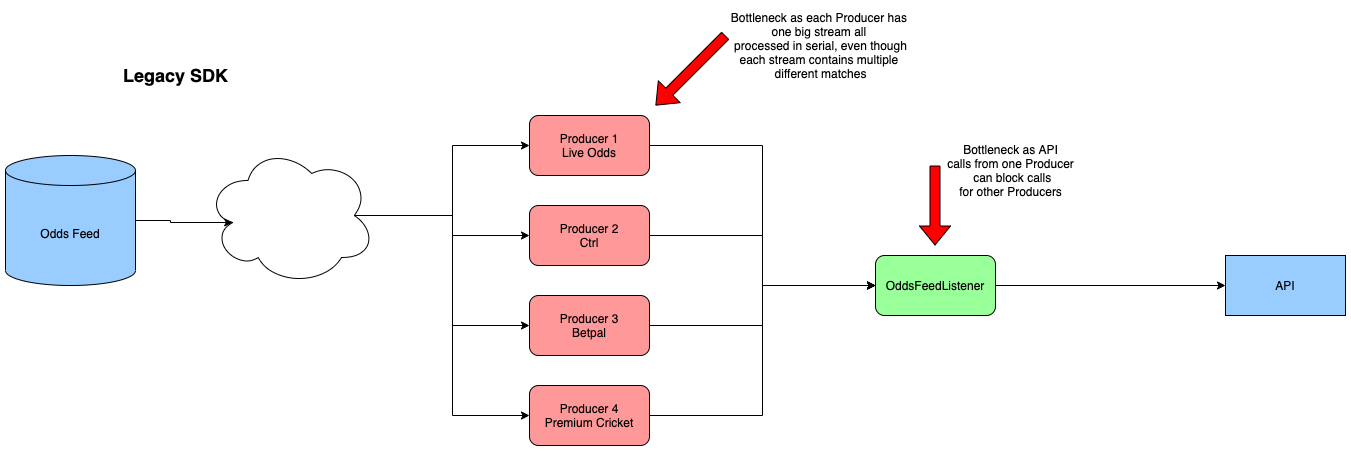 Bottleneck as each Producer has
one big stream all
processed in serial, even though
each stream contains multiple
different matches
Legacy SDK
Producer 1
Live Odds
Bottleneck as API
calls from one Producer
can block calls
for other Producers
Odds Feed
Producer 2
Ctrl
OddsFeedListener
API
Producer 3
Betpal
Producer 4
Premium Cricket